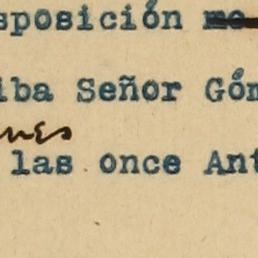 sposición
iba Señor Góm
nes
las once Ant